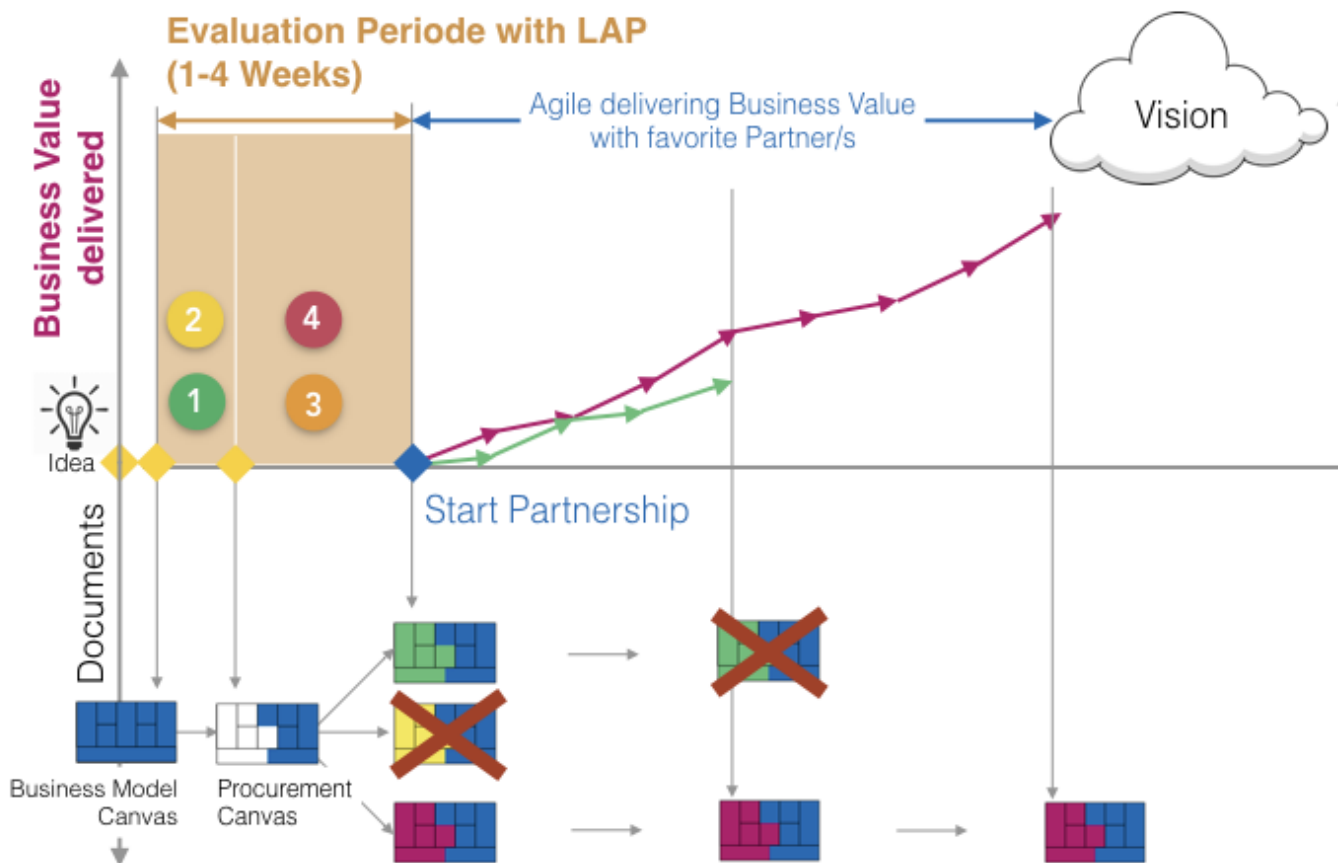 Evaluation Periode with LAP
(1-4 Weeks)
Agile delivering Business Value
with favorite Partner/s
Vision
Business Value
delivered
2
4
1
3
Idea
Start Partnership
Documents
Business Model
Canvas
Procurement
Canvas